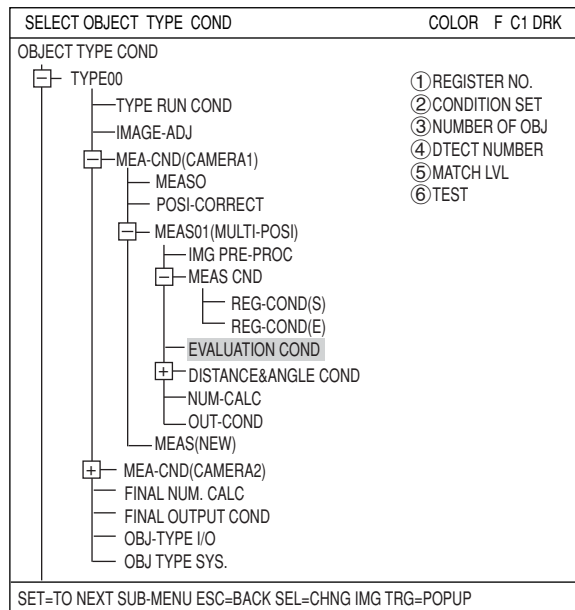 SELECT OBJECT TYPE COND COLOR F C1 DRK
OBJECT TYPE COND
TYPE00
TYPE RUN COND
IMAGE-ADJ
MEA-CND(CAMERA1)
MEASO
POSI-CORRECT
MEAS01(MULTI-POSI)
IMG PRE-PROC
MEAS CND
REG-COND(S)
REG-COND(E)
EVALUATION COND
DISTANCE&ANGLE COND
NUM-CALC
OUT-COND
MEAS(NEW)
MEA-CND(CAMERA2)
FINAL NUM. CALC
FINAL OUTPUT COND
OBJ-TYPE I/O
OBJ TYPE SYS.
①REGISTER NO.
②CONDITION SET
③NUMBER OF OBJ
④DTECT NUMBER
⑤MATCH LVL
⑥TEST
SET=TO NEXT SUB-MENU ESC=BACK SEL=CHNG IMG TRG=POPUP